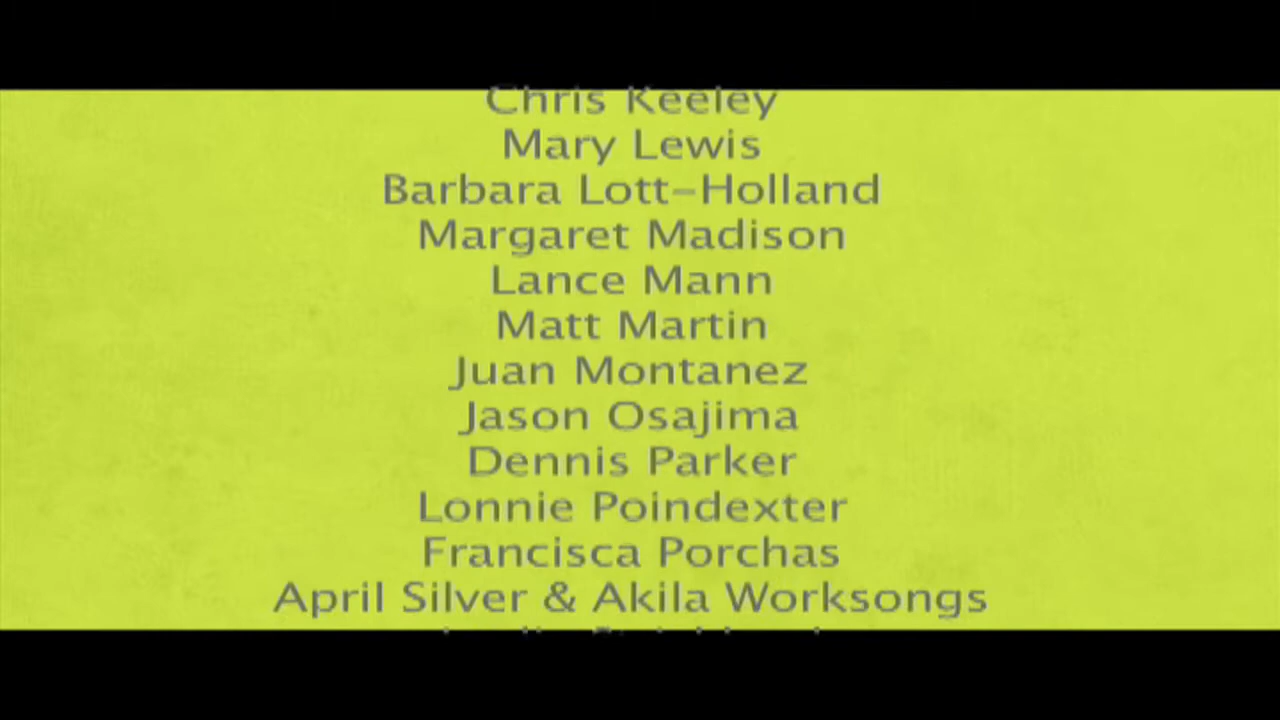 Chris Keeley
Mary Lewis
Barbara Lott-Holland
Margaret Madison
Lance Mann
Matt Martin
Juan Montanez
Jason Osajima
Dennis Parker
Lonnie Poindexter
Francisca Porchas
April Silver & Akila Worksongs